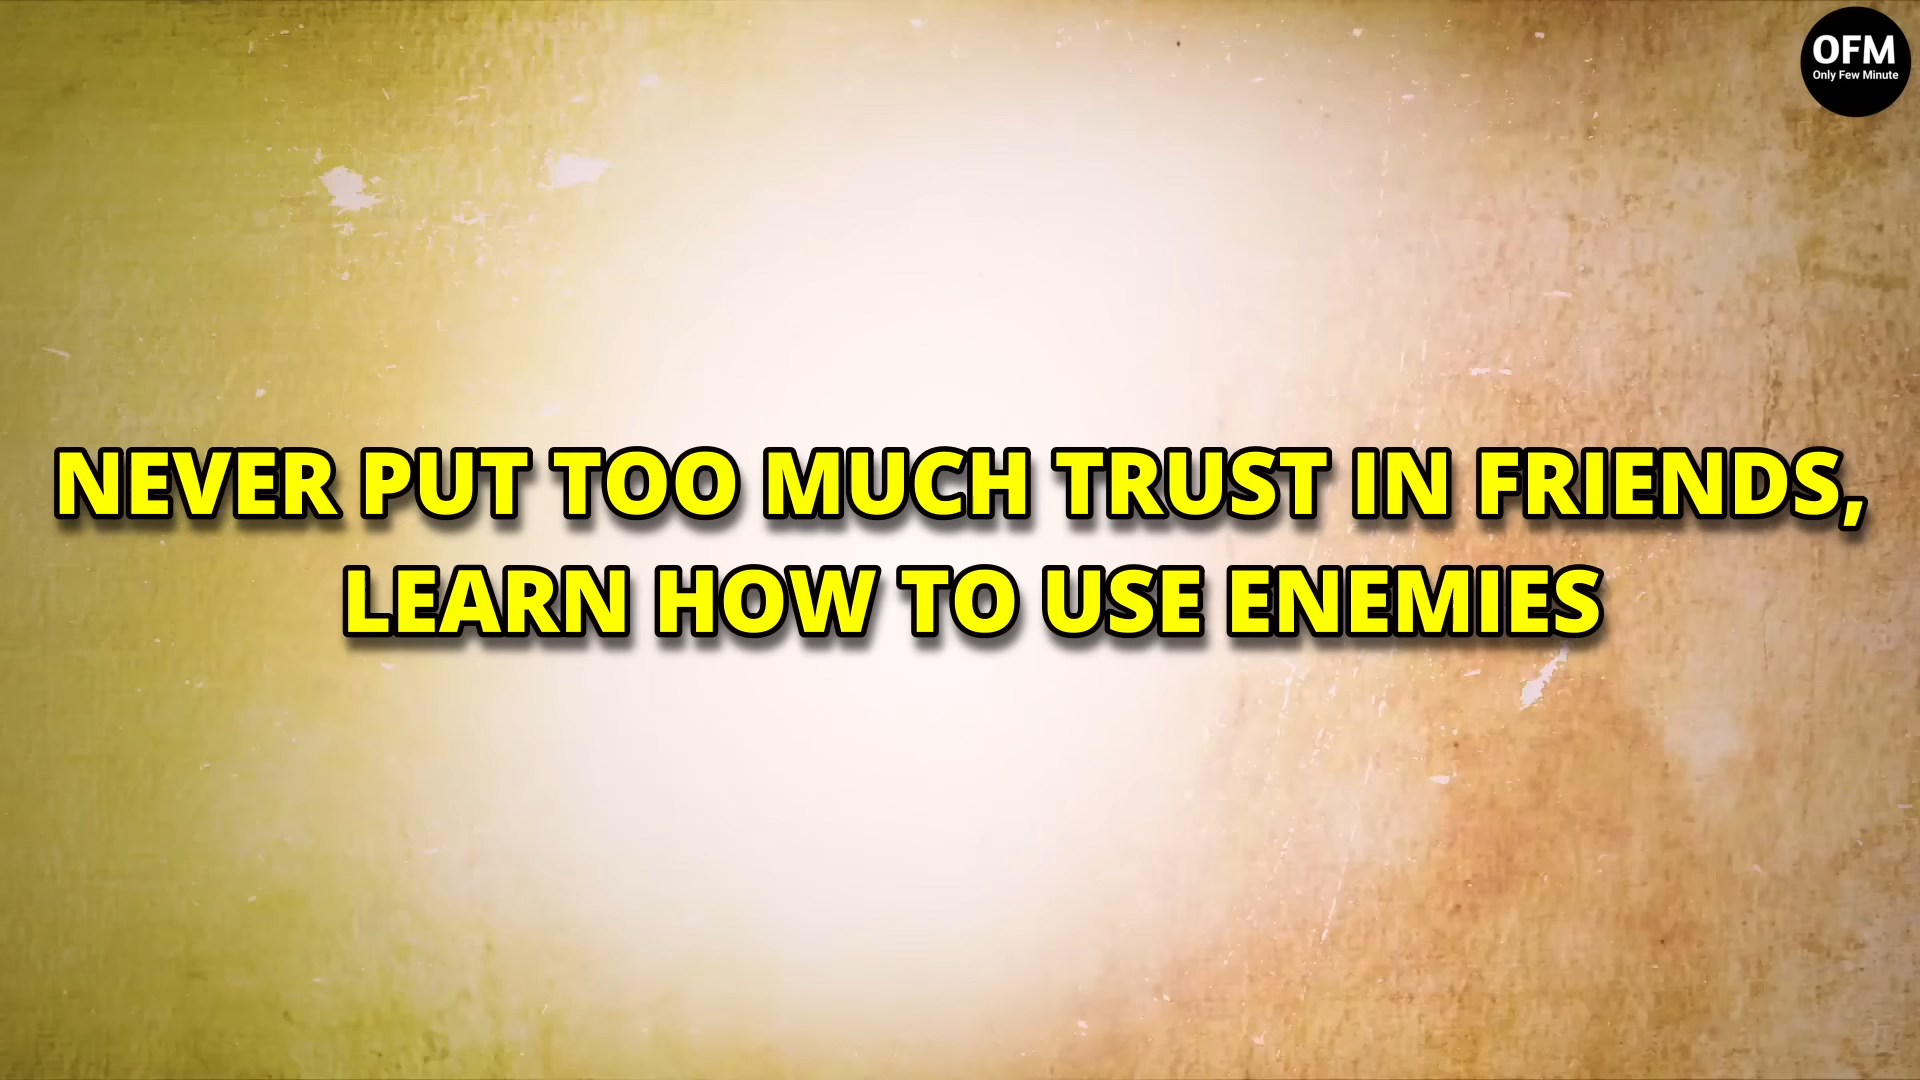 OFM
Only Few Minute
NEVER PUT TOO MUCH TRUST IN FRIENDS,
LEARN HOW TO USE ENEMIES